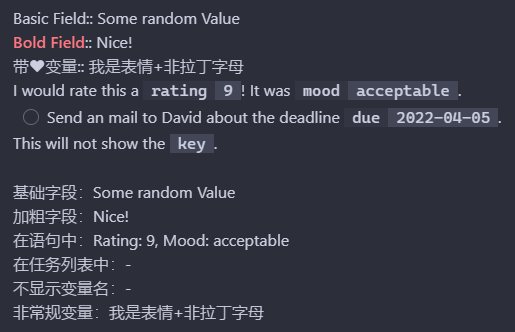 Basic Field:: Some random Value
Bold Field:: Nice!
带❤变量:: 我是表情+非拉丁字母
I would rate this a rating 9! It was mood acceptable.
Send an mail to David about the deadline due 2022-04-05.
This will not show the key.
基础字段：Some random Value
加粗字段：Nice!
在语句中：Rating: 9, Mood: acceptable
在任务列表中：-
不显示变量名：-
非常规变量：我是表情+非拉丁字母